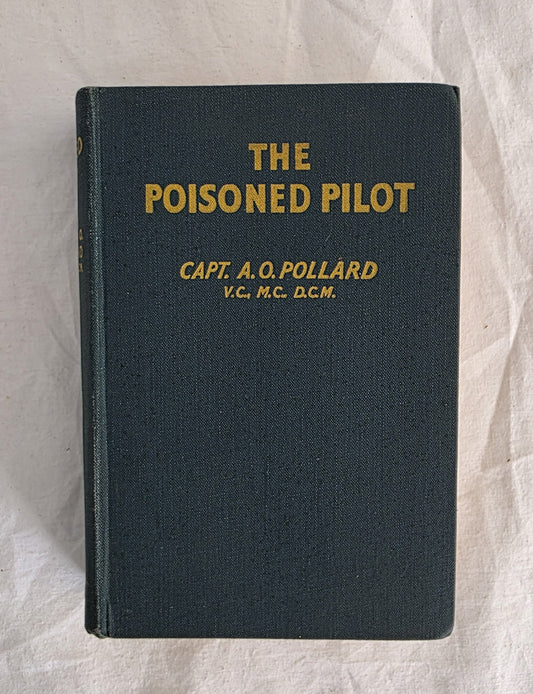 THE
POISONED PILOT
CAPT. A.O. POLLARD
V.C., M.C., D.C.M.